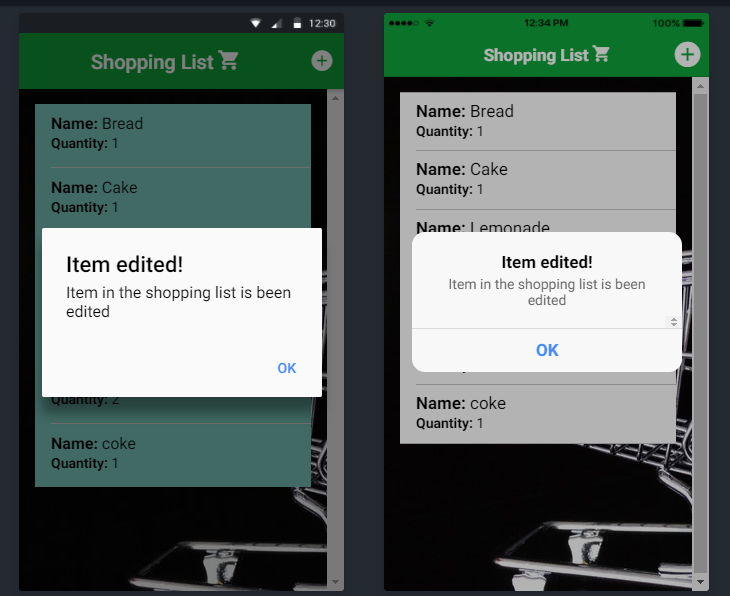 12:30
Shopping List
Name: Bread
Quantity: 1
Name: Cake
Quantity: 1
Item edited!
Item in the shopping list is been
edited
OK
Quantity: 2
Name: coke
Quantity: 1
12:34 PM
100%
Shopping List
Name: Bread
Quantity: 1
Name: Cake
Quantity: 1
Name: Lemonade
Item edited!
Item in the shopping list is been
edited
OK
Name: coke
Quantity: 1